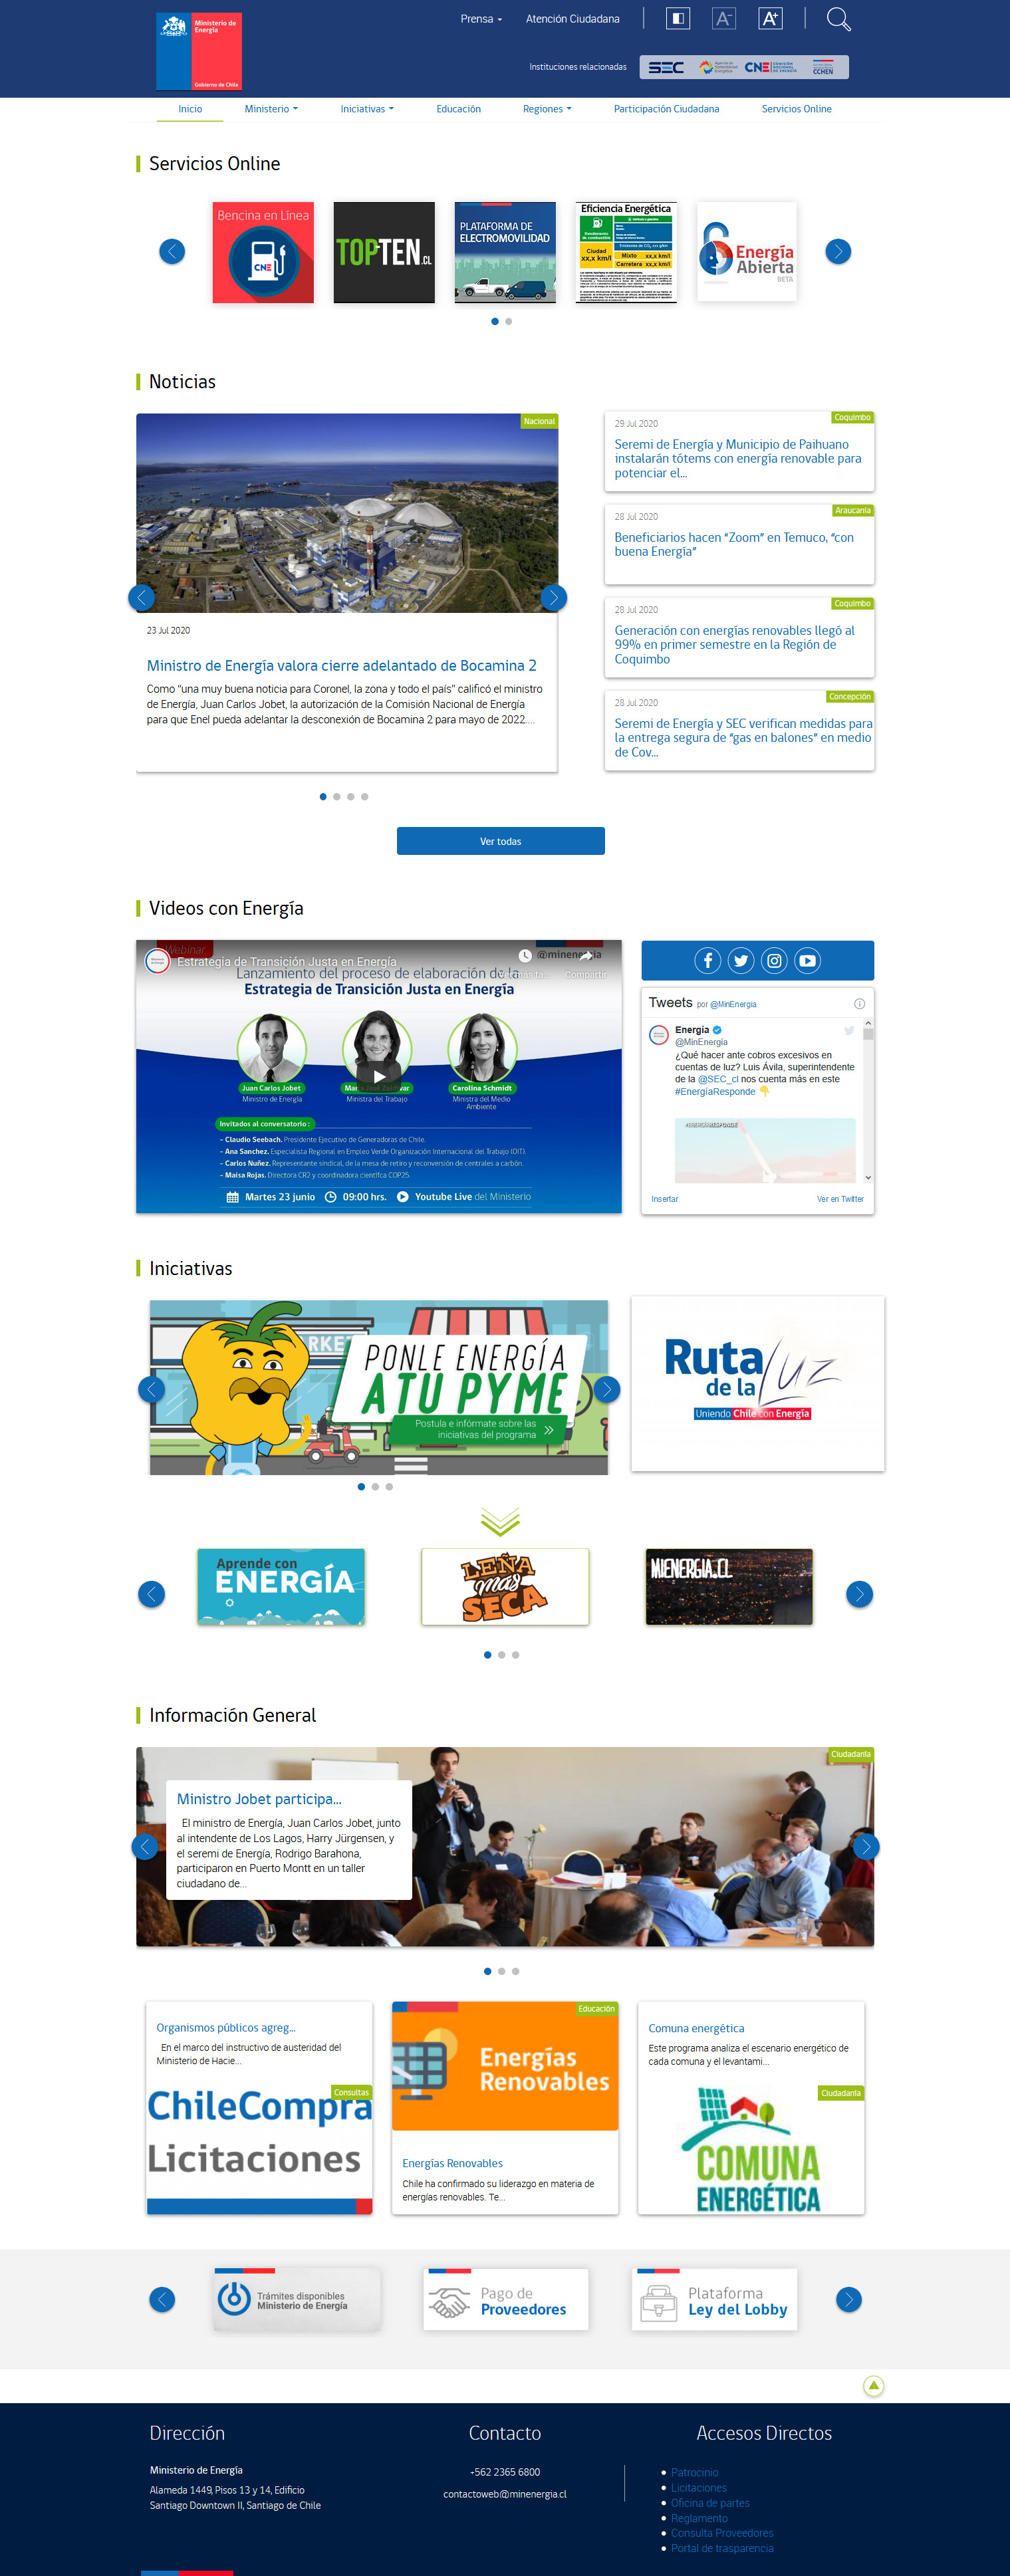 Ministerio de
Energía
Gobierno de Chile
Prensa
Atención Ciudadana
A-
A+
Instituciones relacionadas
SEC
CNE
CCHEN
Inicio
Ministerio
Iniciativas
Educación
Regiones
Participación Ciudadana
Servicios Online
Servicios Online
Bencina en Línea
CNE
TOPTEN.CL
PLATAFORMA DE
ELECTROMOVILIDAD
Eficiencia Energética
Ciudad
xx,x km/l
Mixto xx,x km/l
Carretera xx,x km/l
Energía
Abierta
BETA
Noticias
Nacional
23 Jul 2020
Ministro de Energía valora cierre adelantado de Bocamina 2
Como “una muy buena noticia para Coronel, la zona y todo el país” calificó el ministro
de Energía, Juan Carlos Jobet, la autorización de la Comisión Nacional de Energía
para que Enel pueda adelantar la desconexión de Bocamina 2 para mayo de 2022....
Coquimbo
29 Jul 2020
Seremi de Energía y Municipio de Paihuano
instalarán tótems con energía renovable para
potenciar el...
Araucanía
28 Jul 2020
Beneficiarios hacen “Zoom” en Temuco, “con
buena Energía”
Coquimbo
28 Jul 2020
Generación con energías renovables llegó al
99% en primer semestre en la Región de
Coquimbo
Concepción
28 Jul 2020
Seremi de Energía y SEC verifican medidas para
la entrega segura de “gas en balones” en medio
de Cov...
Ver todas
Videos con Energía
Webinar
@minenergia
Estrategia de Transición Justa en Energía
Compartir
Lanzamiento del proceso de elaboración de la
Estrategia de Transición Justa en Energía
Juan Carlos Jobet
Ministro de Energía
Ministra del Trabajo
Carolina Schmidt
Ministra del Medio
Ambiente
Invitados al conversatorio :
- Claudio Seebach. Presidente Ejecutivo de Generadoras de Chile.
- Ana Sanchez. Especialista Regional en Empleo Verde Organización Internacional del Trabajo (OIT).
- Carlos Nuñez. Representante sindical, de la mesa de retiro y reconversión de centrales a carbón.
- Maisa Rojas. Directora CR2 y coordinadora científca COP25.
Martes 23 junio
09:00 hrs.
Youtube Live del Ministerio
Tweets por @MinEnergia
Energía
@MinEnergia
¿Qué hacer ante cobros excesivos en
cuentas de luz? Luis Ávila, superintendente
de la @SEC_cl nos cuenta más en este
#EnergíaResponde
#ENERGÍARESPONDE
Insertar
Ver en Twitter
Iniciativas
PONLE ENERGÍA
A TU PYME
Postula e infórmate sobre las
iniciativas del programa
Ruta
de la Luz
Uniendo Chile con Energía
Aprende con
ENERGÍA
LEÑA
más
SECA
MIENERGIA.CL
Información General
Ciudadanía
Ministro Jobet participa...
El ministro de Energía, Juan Carlos Jobet, junto
al intendente de Los Lagos, Harry Jürgensen, y
el seremi de Energía, Rodrigo Barahona,
participaron en Puerto Montt en un taller
ciudadano de...
Organismos públicos agreg...
En el marco del instructivo de austeridad del
Ministerio de Hacie...
Consultas
ChileCompra
Licitaciones
Educación
Energías
Renovables
Energías Renovables
Chile ha confirmado su liderazgo en materia de
energías renovables. Te...
Comuna energética
Este programa analiza el escenario energético de
cada comuna y el levantami...
Ciudadanía
COMUNA
ENERGÉTICA
Trámites disponibles
Ministerio de Energía
Pago de
Proveedores
Plataforma
Ley del Lobby
Dirección
Ministerio de Energía
Alameda 1449, Pisos 13 y 14, Edificio
Santiago Downtown II, Santiago de Chile
Contacto
+562 2365 6800
contactoweb@minenergia.cl
Accesos Directos
Patrocinio
Licitaciones
Oficina de partes
Reglamento
Consulta Proveedores
Portal de trasparencia